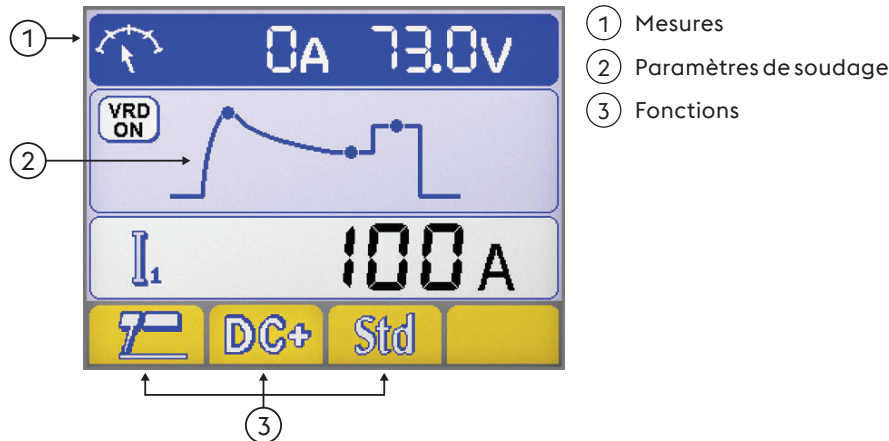 1
0A 73.0V
1 Mesures
2 Paramètres de soudage
3 Fonctions
VRD
ON
2
I1 100 A
DC+ Std
3